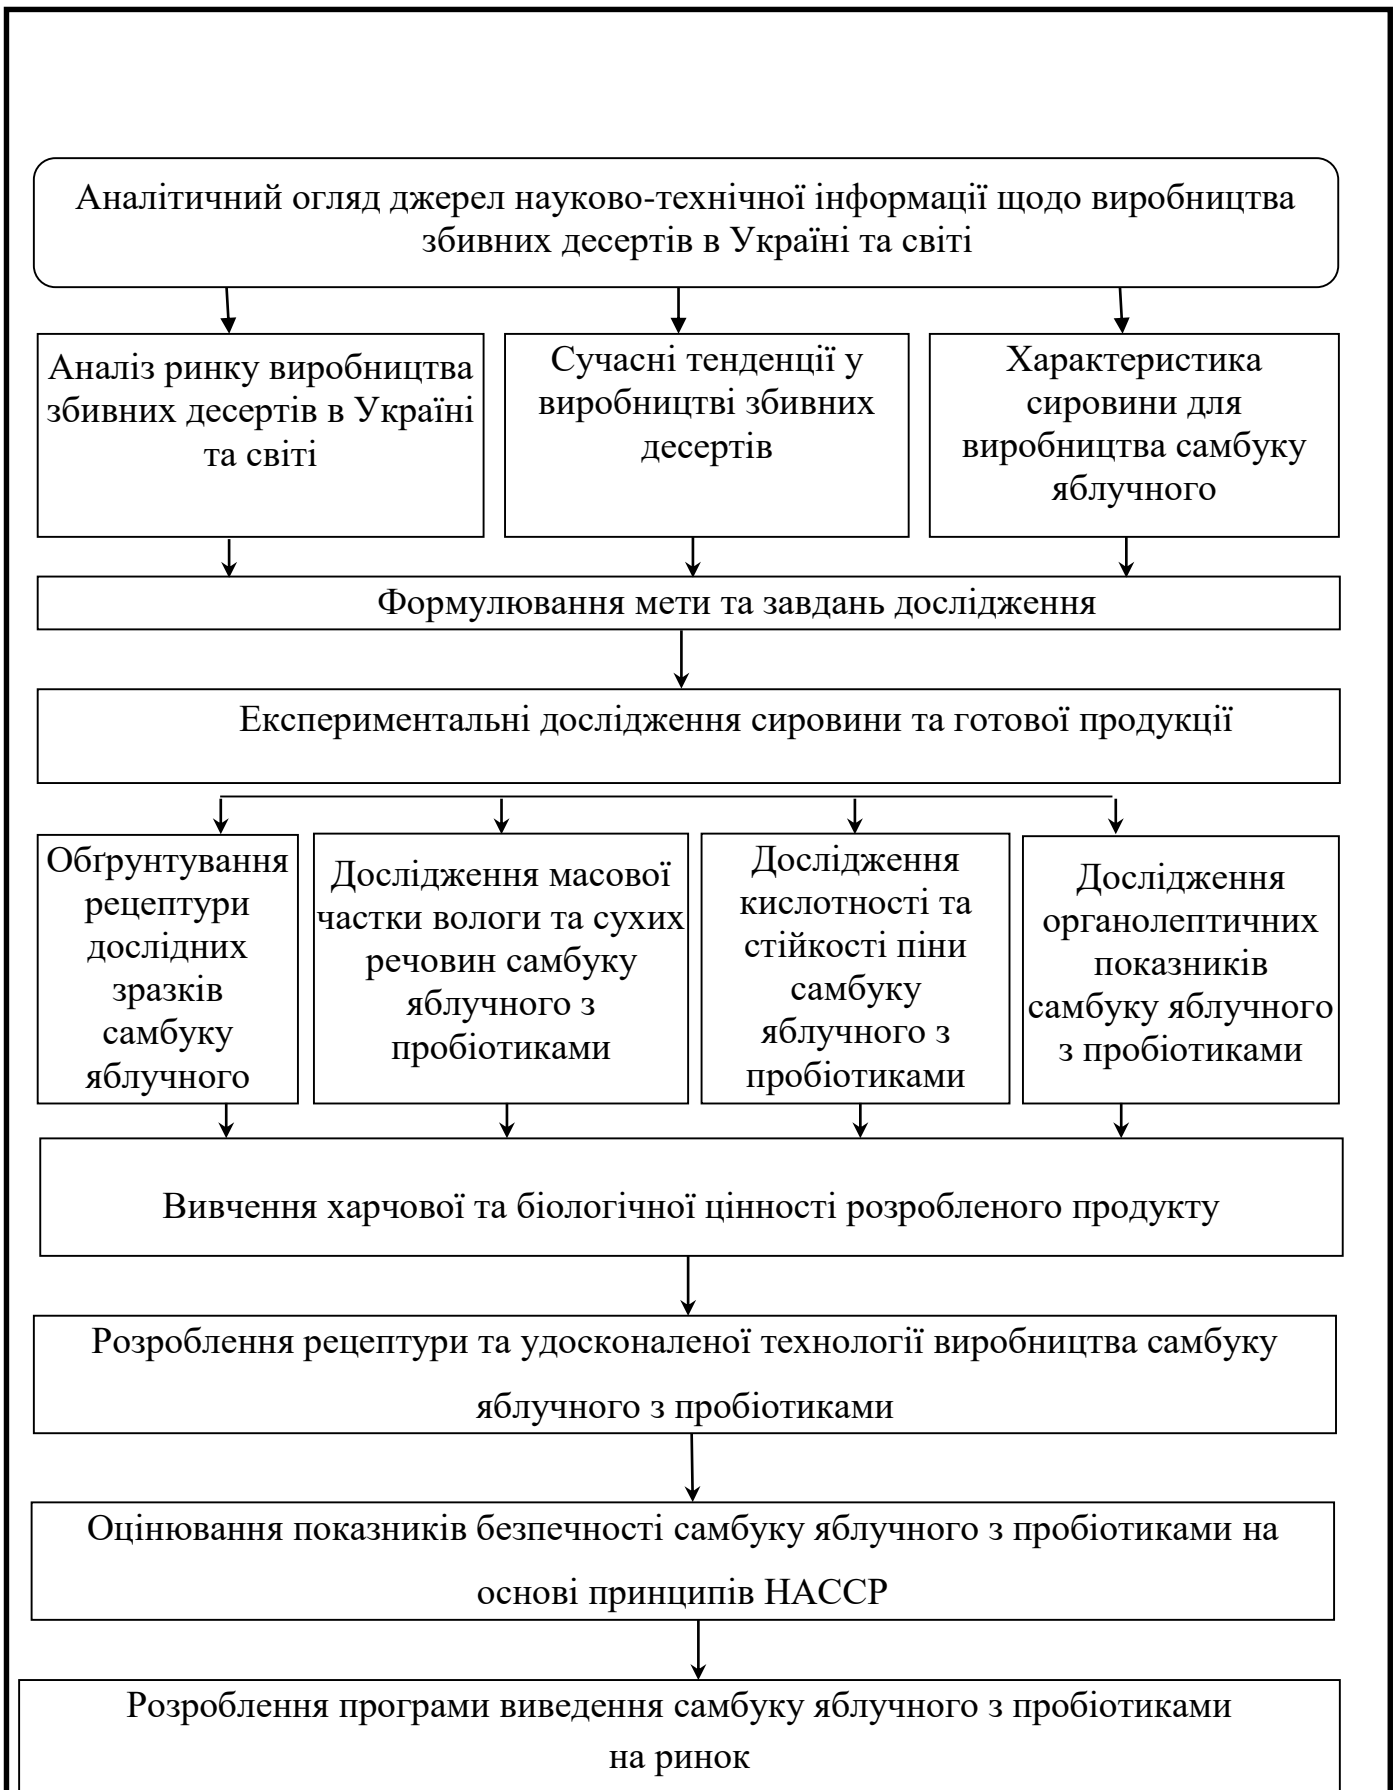 Аналітичний огляд джерел науково-технічної інформації щодо виробництва
збивних десертів в Україні та світі
Аналіз ринку виробництва
збивних десертів в Україні
та світі
Сучасні тенденції у
виробництві збивних
десертів
Характеристика
сировини для
виробництва самбуку
яблучного
Формулювання мети та завдань дослідження
Експериментальні дослідження сировини та готової продукції
Обґрунтування
рецептури
дослідних
зразків
самбуку
яблучного
Дослідження масової
частки вологи та сухих
речовин самбуку
яблучного з
пробіотиками
Дослідження
кислотності та
стійкості піни
самбуку
яблучного з
пробіотиками
Дослідження
органолептичних
показників
самбуку яблучного
з пробіотиками
Вивчення харчової та біологічної цінності розробленого продукту
Розроблення рецептури та удосконаленої технології виробництва самбуку
яблучного з пробіотиками
Оцінювання показників безпечності самбуку яблучного з пробіотиками на
основі принципів НАССР
Розроблення програми виведення самбуку яблучного з пробіотиками
на ринок